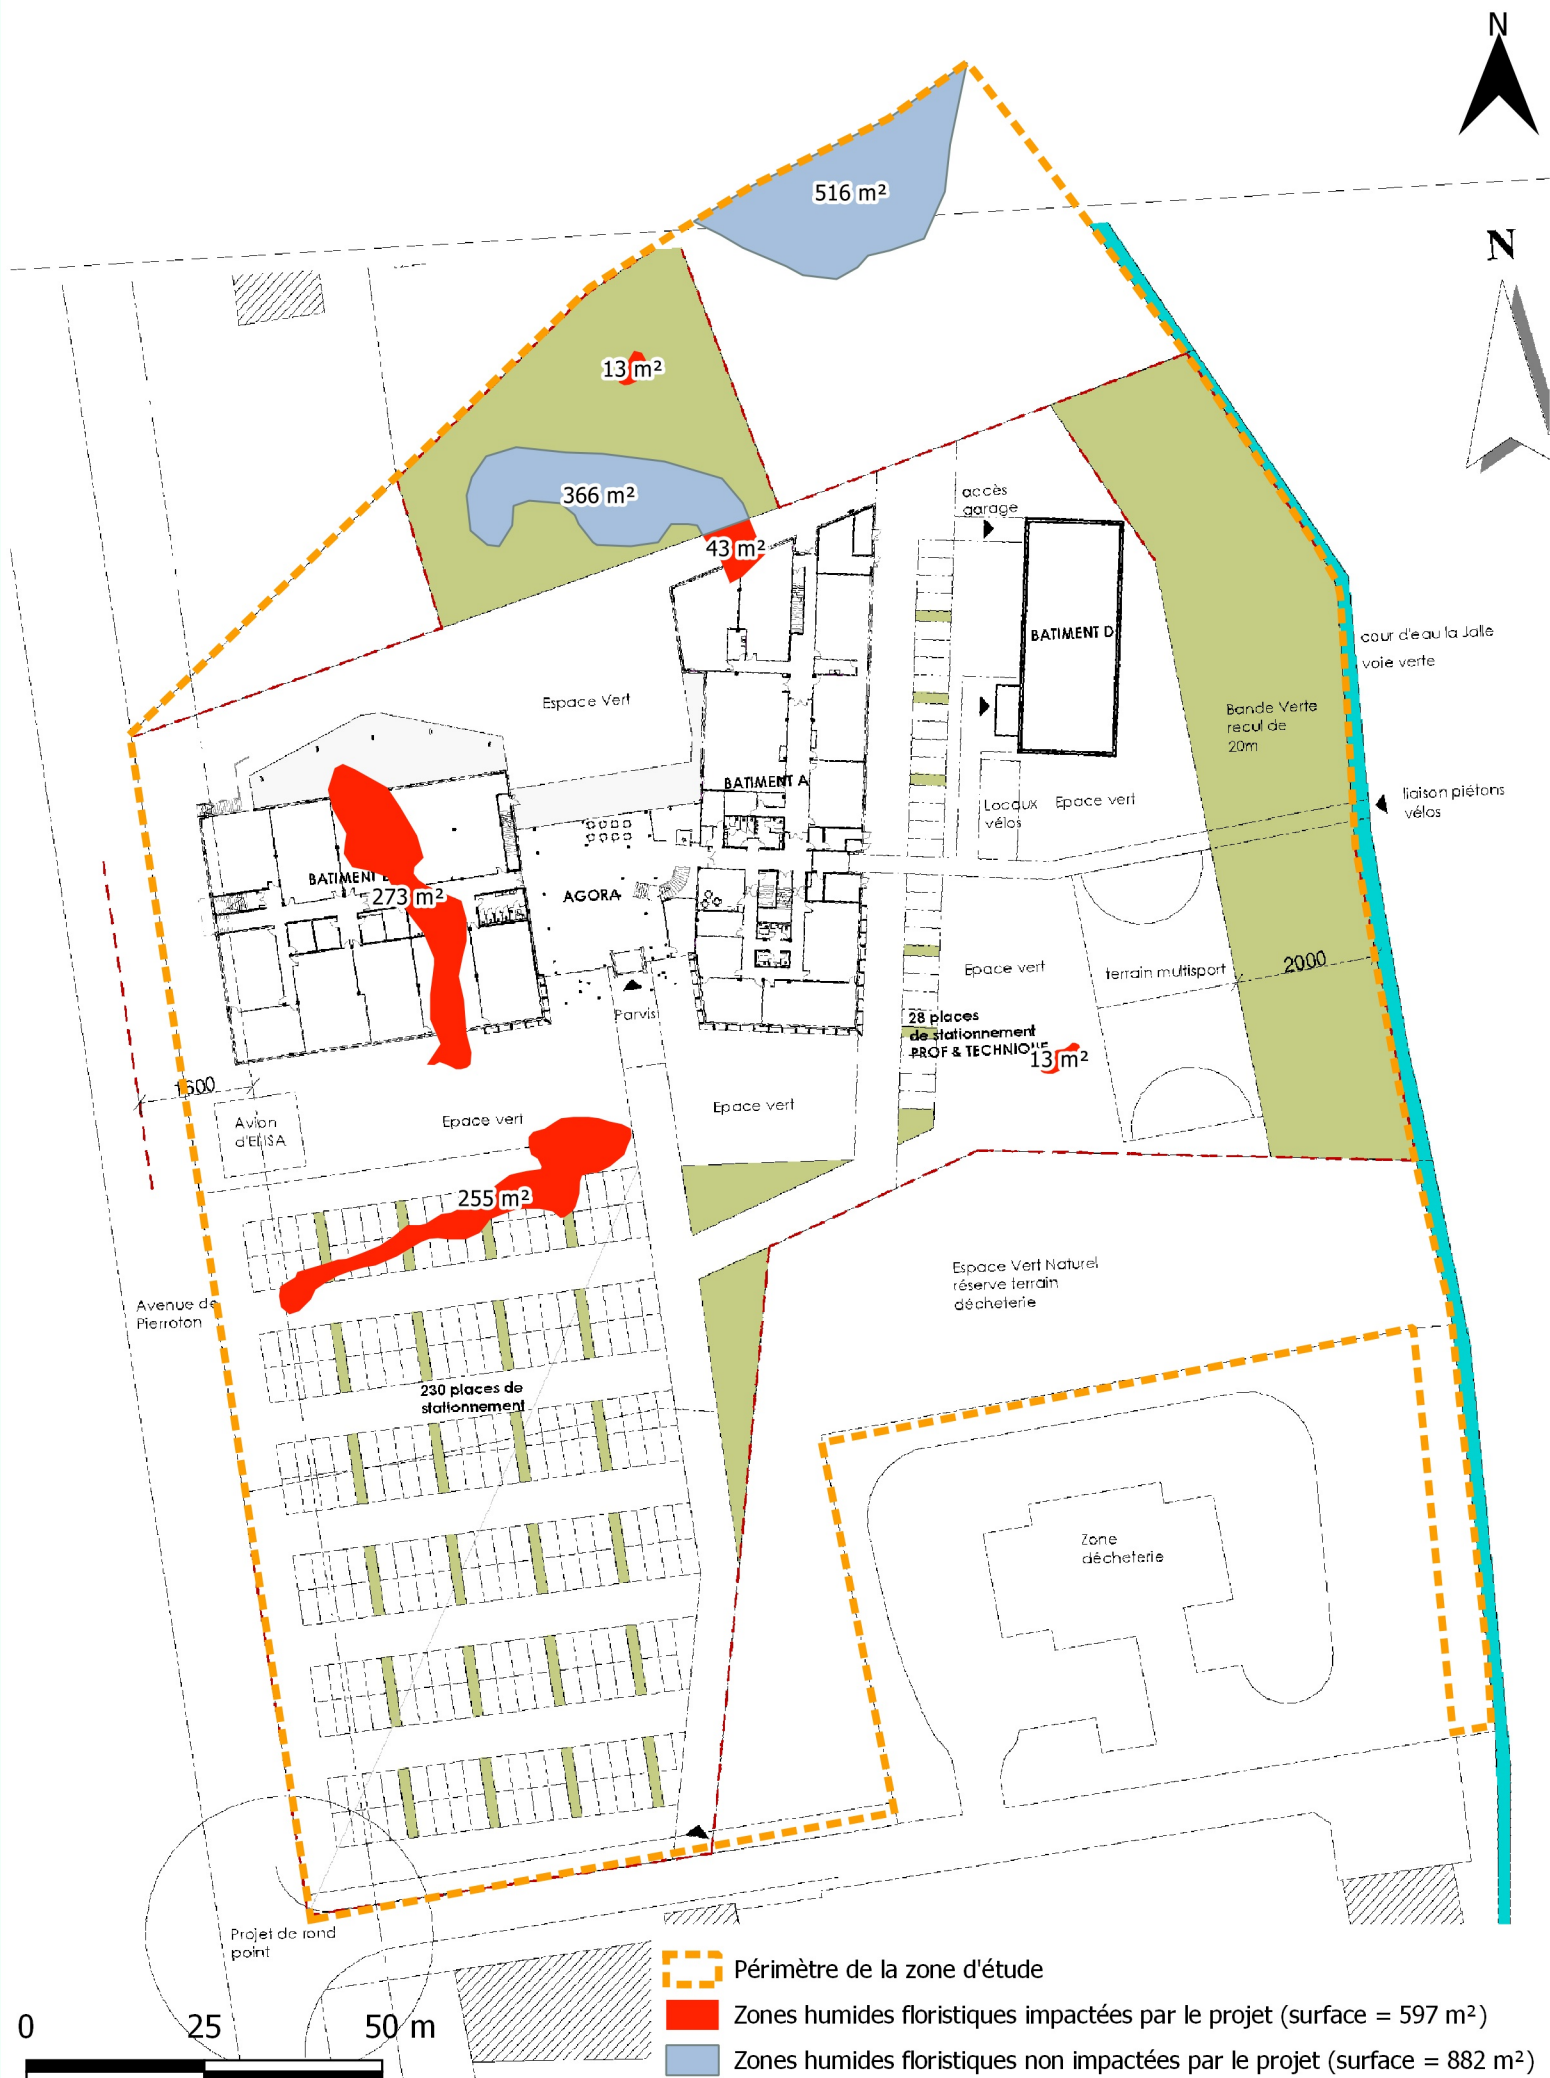 N
516 m²
N
13 m²
366 m²
accès
garage
43 m²
BATIMENT D
cour d'eau la Jalle
voie verte
Espace Vert
Bande Verte
recul de
20m
BATIMENT A
Locaux
vélos
Epace vert
liaison piétons
vélos
BATIMENT
273 m²
AGORA
Epace vert
terrain multisport
2000
Parvis
28 places
de stationnement
PROF & TECHNIQUE
13 m²
1600
Avion
d'ELISA
Epace vert
Epace vert
255 m²
Espace Vert Naturel
réserve terrain
décheterie
Avenue de
Pierroton
230 places de
stationnement
Zone
décheterie
Projet de rond
point
Périmètre de la zone d'étude
Zones humides floristiques impactées par le projet (surface = 597 m²)
Zones humides floristiques non impactées par le projet (surface = 882 m²)
0 25 50 m